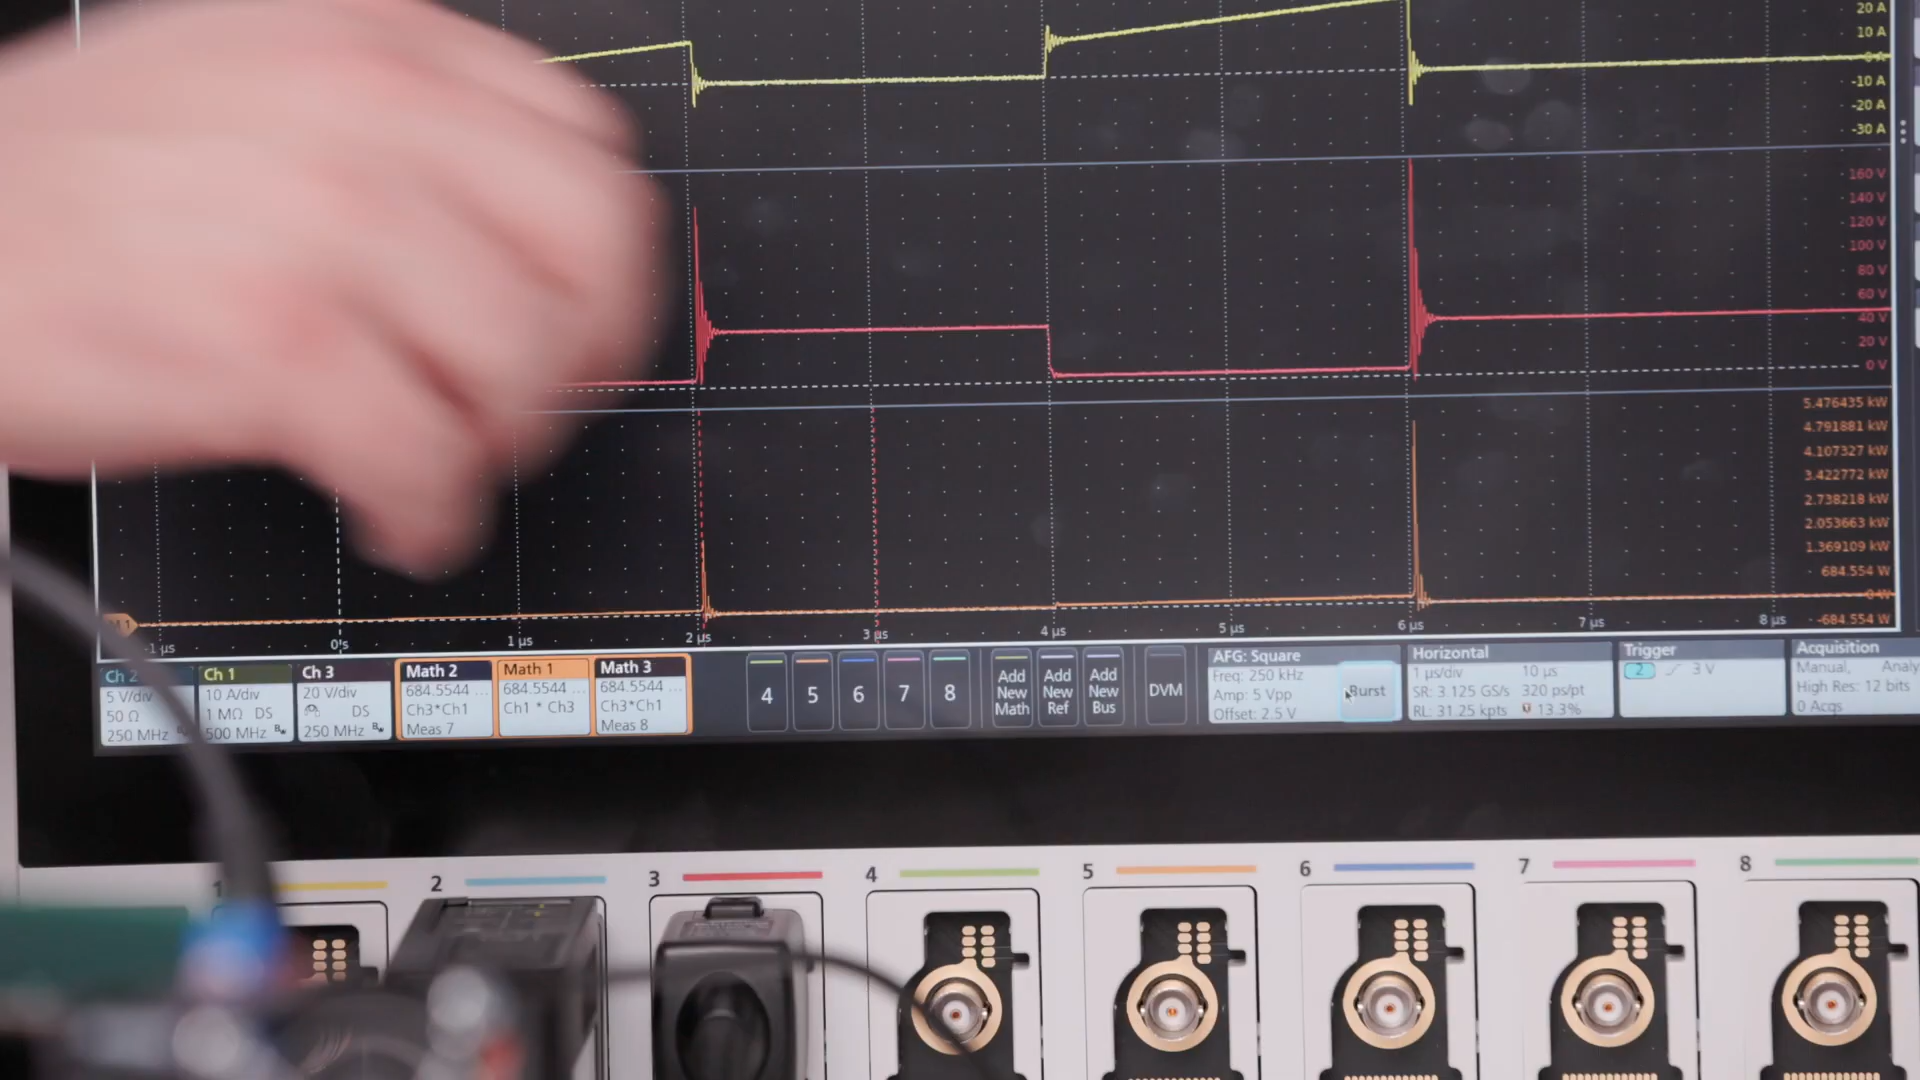 20 A
10 A
0 A
-10 A
-20 A
-30 A
160 V
140 V
120 V
100 V
80 V
60 V
40 V
20 V
0 V
5.476435 kW
4.791881 kW
4.107327 kW
3.422772 kW
2.738218 kW
2.053663 kW
1.369109 kW
684.554 W
0 W
-684.554 W
-1 µs 0 s 1 µs 2 µs 3 µs 4 µs 5 µs 6 µs 7 µs 8 µs
Ch 2
5 V/div
50 Ω
250 MHz
Ch 1
10 A/div
1 MΩ DS
500 MHz
Ch 3
20 V/div
DS
250 MHz
Math 2
684.5544 ...
Ch3*Ch1
Meas 7
Math 1
684.5544 ...
Ch1 * Ch3
Math 3
684.5544 ...
Ch3*Ch1
Meas 8
4 5 6 7 8
Add
New
Math
Add
New
Ref
Add
New
Bus
DVM
AFG: Square
Freq: 250 kHz
Amp: 5 Vpp
Offset: 2.5 V
Burst
Horizontal
1 µs/div 10 µs
SR: 3.125 GS/s 320 ps/pt
RL: 31.25 kpts 13.3%
Trigger
2 3 V
Acquisition
Manual, Analy
High Res: 12 bits
0 Acqs
1 2 3 4 5 6 7 8